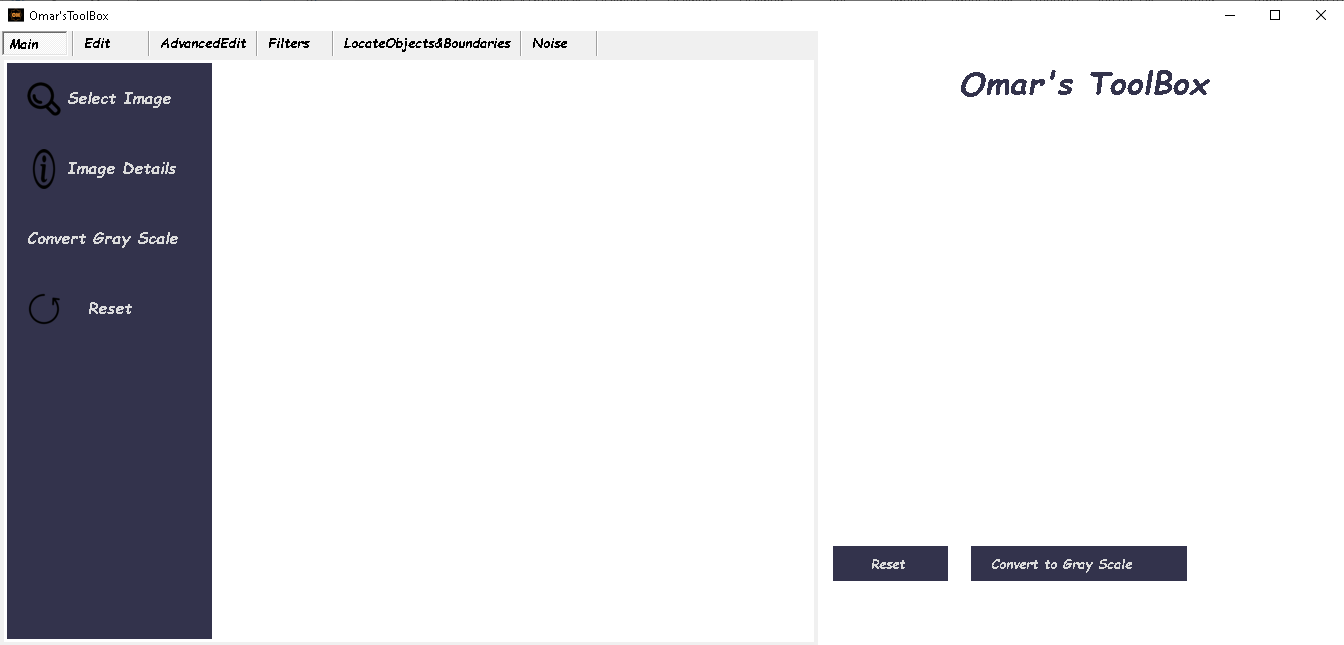 Omar'sToolBox
Main Edit AdvancedEdit Filters LocateObjects&Boundaries Noise
Omar's ToolBox
Select Image
Image Details
Convert Gray Scale
Reset
Reset Convert to Gray Scale